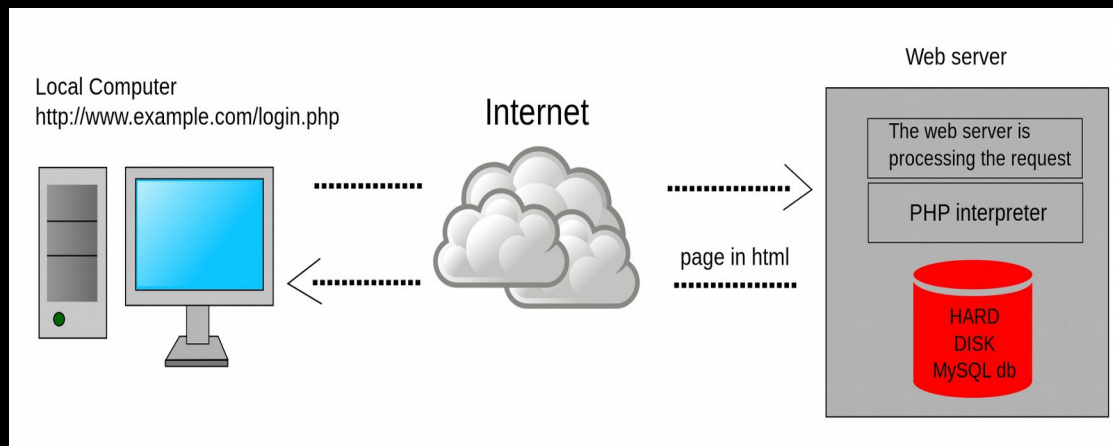 Local Computer
http://www.example.com/login.php
Internet
page in html
Web server
The web server is
processing the request
PHP interpreter
HARD
DISK
MySQL db